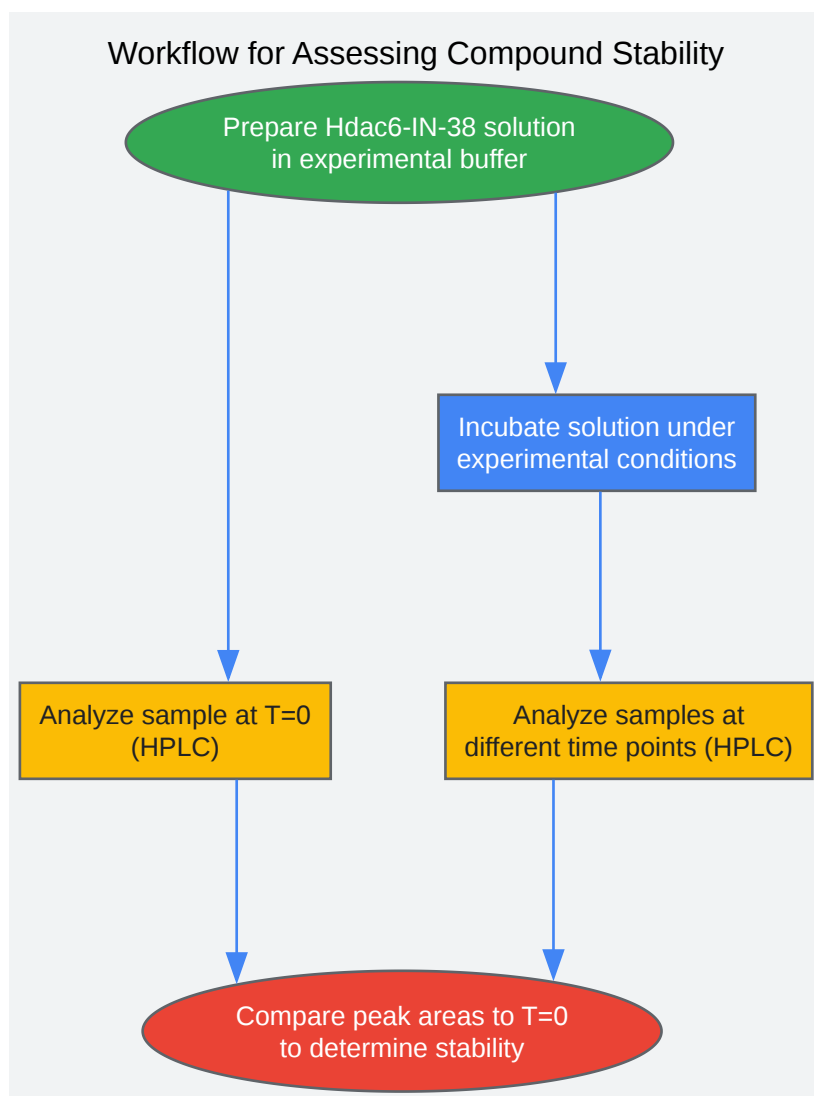 Workflow for Assessing Compound Stability
Prepare Hdac6-IN-38 solution
in experimental buffer
Incubate solution under
experimental conditions
Analyze sample at T=0
(HPLC)
Analyze samples at
different time points (HPLC)
Compare peak areas to T=0
to determine stability